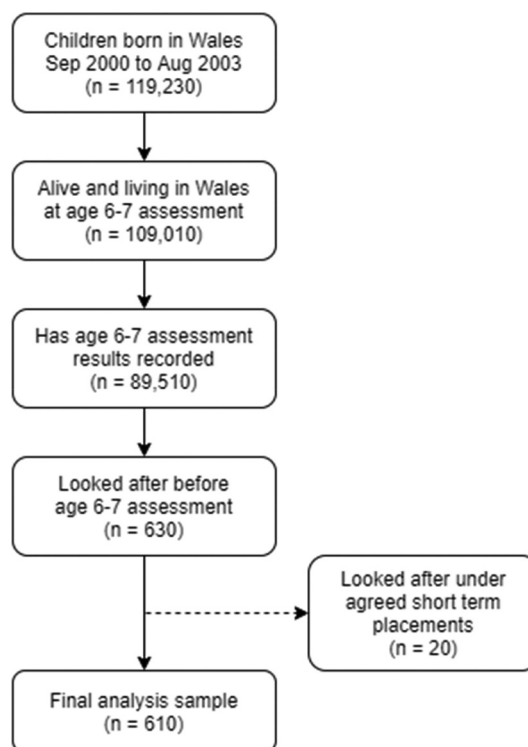 Children born in Wales
Sep 2000 to Aug 2003
(n = 119,230)
Alive and living in Wales
at age 6-7 assessment
(n = 109,010)
Has age 6-7 assessment
results recorded
(n = 89,510)
Looked after before
age 6-7 assessment
(n = 630)
Looked after under
agreed short term
placements
(n = 20)
Final analysis sample
(n = 610)